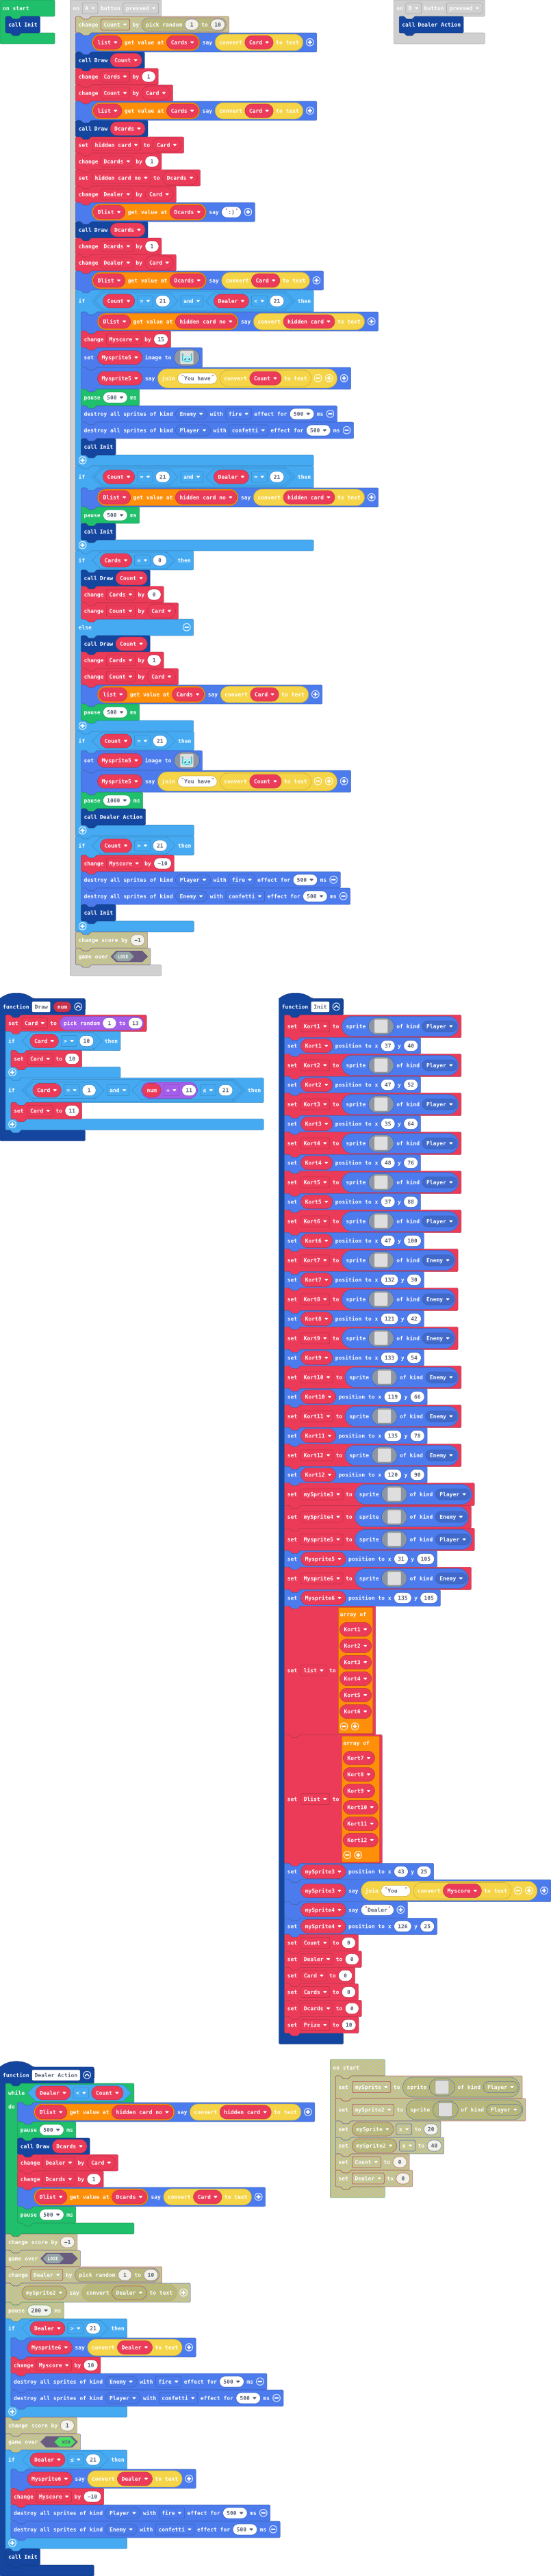 on start
call Init
on A button pressed
change Count by pick random 1 to 10
list get value at Cards say convert Card to text
call Draw Count
change Cards by 1
change Count by Card
list get value at Cards say convert Card to text
call Draw Dcards
set hidden card to Card
change Dcards by 1
set hidden card no to Dcards
change Dealer by Card
Dlist get value at Dcards say ":)"
call Draw Dcards
change Dcards by 1
change Dealer by Card
Dlist get value at Dcards say convert Card to text
if Count = 21 and Dealer < 21 then
Dlist get value at hidden card no say convert hidden card to text
change Myscore by 15
set Mysprite5 image to
Mysprite5 say join "You have" convert Count to text
pause 500 ms
destroy all sprites of kind Enemy with fire effect for 500 ms
destroy all sprites of kind Player with confetti effect for 500 ms
call Init
if Count = 21 and Dealer = 21 then
Dlist get value at hidden card no say convert hidden card to text
pause 500 ms
call Init
if Cards = 0 then
call Draw Count
change Cards by 0
change Count by Card
else
call Draw Count
change Cards by 1
change Count by Card
list get value at Cards say convert Card to text
pause 500 ms
if Count = 21 then
set Mysprite5 image to
Mysprite5 say join "You have" convert Count to text
pause 1000 ms
call Dealer Action
if Count > 21 then
change Myscore by -10
destroy all sprites of kind Player with fire effect for 500 ms
destroy all sprites of kind Enemy with confetti effect for 500 ms
call Init
change score by -1
game over LOSE
on B button pressed
call Dealer Action
function Draw num
set Card to pick random 1 to 13
if Card > 10 then
set Card to 10
if Card = 1 and num + 11 ≤ 21 then
set Card to 11
function Init
set Kort1 to sprite of kind Player
set Kort1 position to x 37 y 40
set Kort2 to sprite of kind Player
set Kort2 position to x 47 y 52
set Kort3 to sprite of kind Player
set Kort3 position to x 35 y 64
set Kort4 to sprite of kind Player
set Kort4 position to x 48 y 76
set Kort5 to sprite of kind Player
set Kort5 position to x 37 y 88
set Kort6 to sprite of kind Player
set Kort6 position to x 47 y 100
set Kort7 to sprite of kind Enemy
set Kort7 position to x 132 y 30
set Kort8 to sprite of kind Enemy
set Kort8 position to x 121 y 42
set Kort9 to sprite of kind Enemy
set Kort9 position to x 133 y 54
set Kort10 to sprite of kind Enemy
set Kort10 position to x 119 y 66
set Kort11 to sprite of kind Enemy
set Kort11 position to x 135 y 78
set Kort12 to sprite of kind Enemy
set Kort12 position to x 120 y 90
set mySprite3 to sprite of kind Player
set mySprite4 to sprite of kind Enemy
set Mysprite5 to sprite of kind Player
set Mysprite5 position to x 31 y 105
set Mysprite6 to sprite of kind Enemy
set Mysprite6 position to x 135 y 105
set list to array of
Kort1
Kort2
Kort3
Kort4
Kort5
Kort6
set Dlist to array of
Kort7
Kort8
Kort9
Kort10
Kort11
Kort12
set mySprite3 position to x 43 y 25
mySprite3 say join "You " convert Myscore to text
mySprite4 say "Dealer"
set mySprite4 position to x 126 y 25
set Count to 0
set Dealer to 0
set Card to 0
set Cards to 0
set Dcards to 0
set Prize to 10
function Dealer Action
while Dealer < Count
do Dlist get value at hidden card no say convert hidden card to text
pause 500 ms
call Draw Dcards
change Dealer by Card
change Dcards by 1
Dlist get value at Dcards say convert Card to text
pause 500 ms
change score by -1
game over LOSE
change Dealer by pick random 1 to 10
mySprite2 say convert Dealer to text
pause 200 ms
if Dealer > 21 then
Mysprite6 say convert Dealer to text
change Myscore by 10
destroy all sprites of kind Enemy with fire effect for 500 ms
destroy all sprites of kind Player with confetti effect for 500 ms
change score by 1
game over WIN
if Dealer ≤ 21 then
Mysprite6 say convert Dealer to text
change Myscore by -10
destroy all sprites of kind Player with fire effect for 500 ms
destroy all sprites of kind Enemy with confetti effect for 500 ms
call Init
on start
set mySprite to sprite of kind Player
set mySprite2 to sprite of kind Player
set mySprite x to 20
set mySprite2 x to 40
set Count to 0
set Dealer to 0